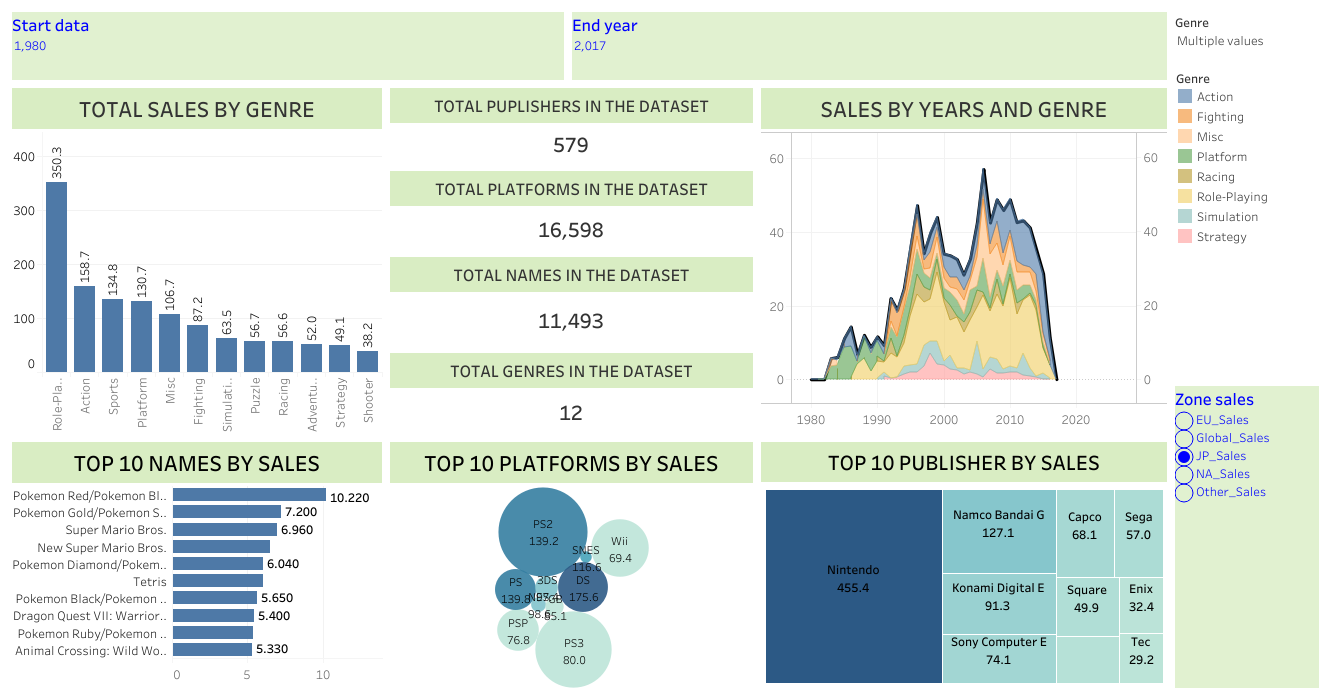 Start data
1,980
End year
2,017
Genre
Multiple values
Genre
Action
Fighting
Misc
Platform
Racing
Role-Playing
Simulation
Strategy
TOTAL SALES BY GENRE
400
300
200
100
0
350.3
158.7
134.8
130.7
106.7
87.2
63.5
56.7
56.6
52.0
49.1
38.2
Role-Pla..
Action
Sports
Platform
Misc
Fighting
Simulati..
Puzzle
Racing
Adventu..
Strategy
Shooter
TOTAL PUPLISHERS IN THE DATASET
579
TOTAL PLATFORMS IN THE DATASET
16,598
TOTAL NAMES IN THE DATASET
11,493
TOTAL GENRES IN THE DATASET
12
SALES BY YEARS AND GENRE
60
40
20
0
60
40
20
0
1980
1990
2000
2010
2020
Zone sales
EU_Sales
Global_Sales
JP_Sales
NA_Sales
Other_Sales
TOP 10 NAMES BY SALES
Pokemon Red/Pokemon Bl.. 10.220
Pokemon Gold/Pokemon S.. 7.200
Super Mario Bros. 6.960
New Super Mario Bros.
Pokemon Diamond/Pokem.. 6.040
Tetris
Pokemon Black/Pokemon .. 5.650
Dragon Quest VII: Warrior.. 5.400
Pokemon Ruby/Pokemon ..
Animal Crossing: Wild Wo.. 5.330
0 5 10
TOP 10 PLATFORMS BY SALES
PS2
139.2
Wii
69.4
SNES
116.6
PS
139.8
3DS
DS
175.6
98.6
PSP
76.8
PS3
80.0
TOP 10 PUBLISHER BY SALES
Nintendo
455.4
Namco Bandai G
127.1
Konami Digital E
91.3
Sony Computer E
74.1
Capco
68.1
Sega
57.0
Square
49.9
Enix
32.4
Tec
29.2